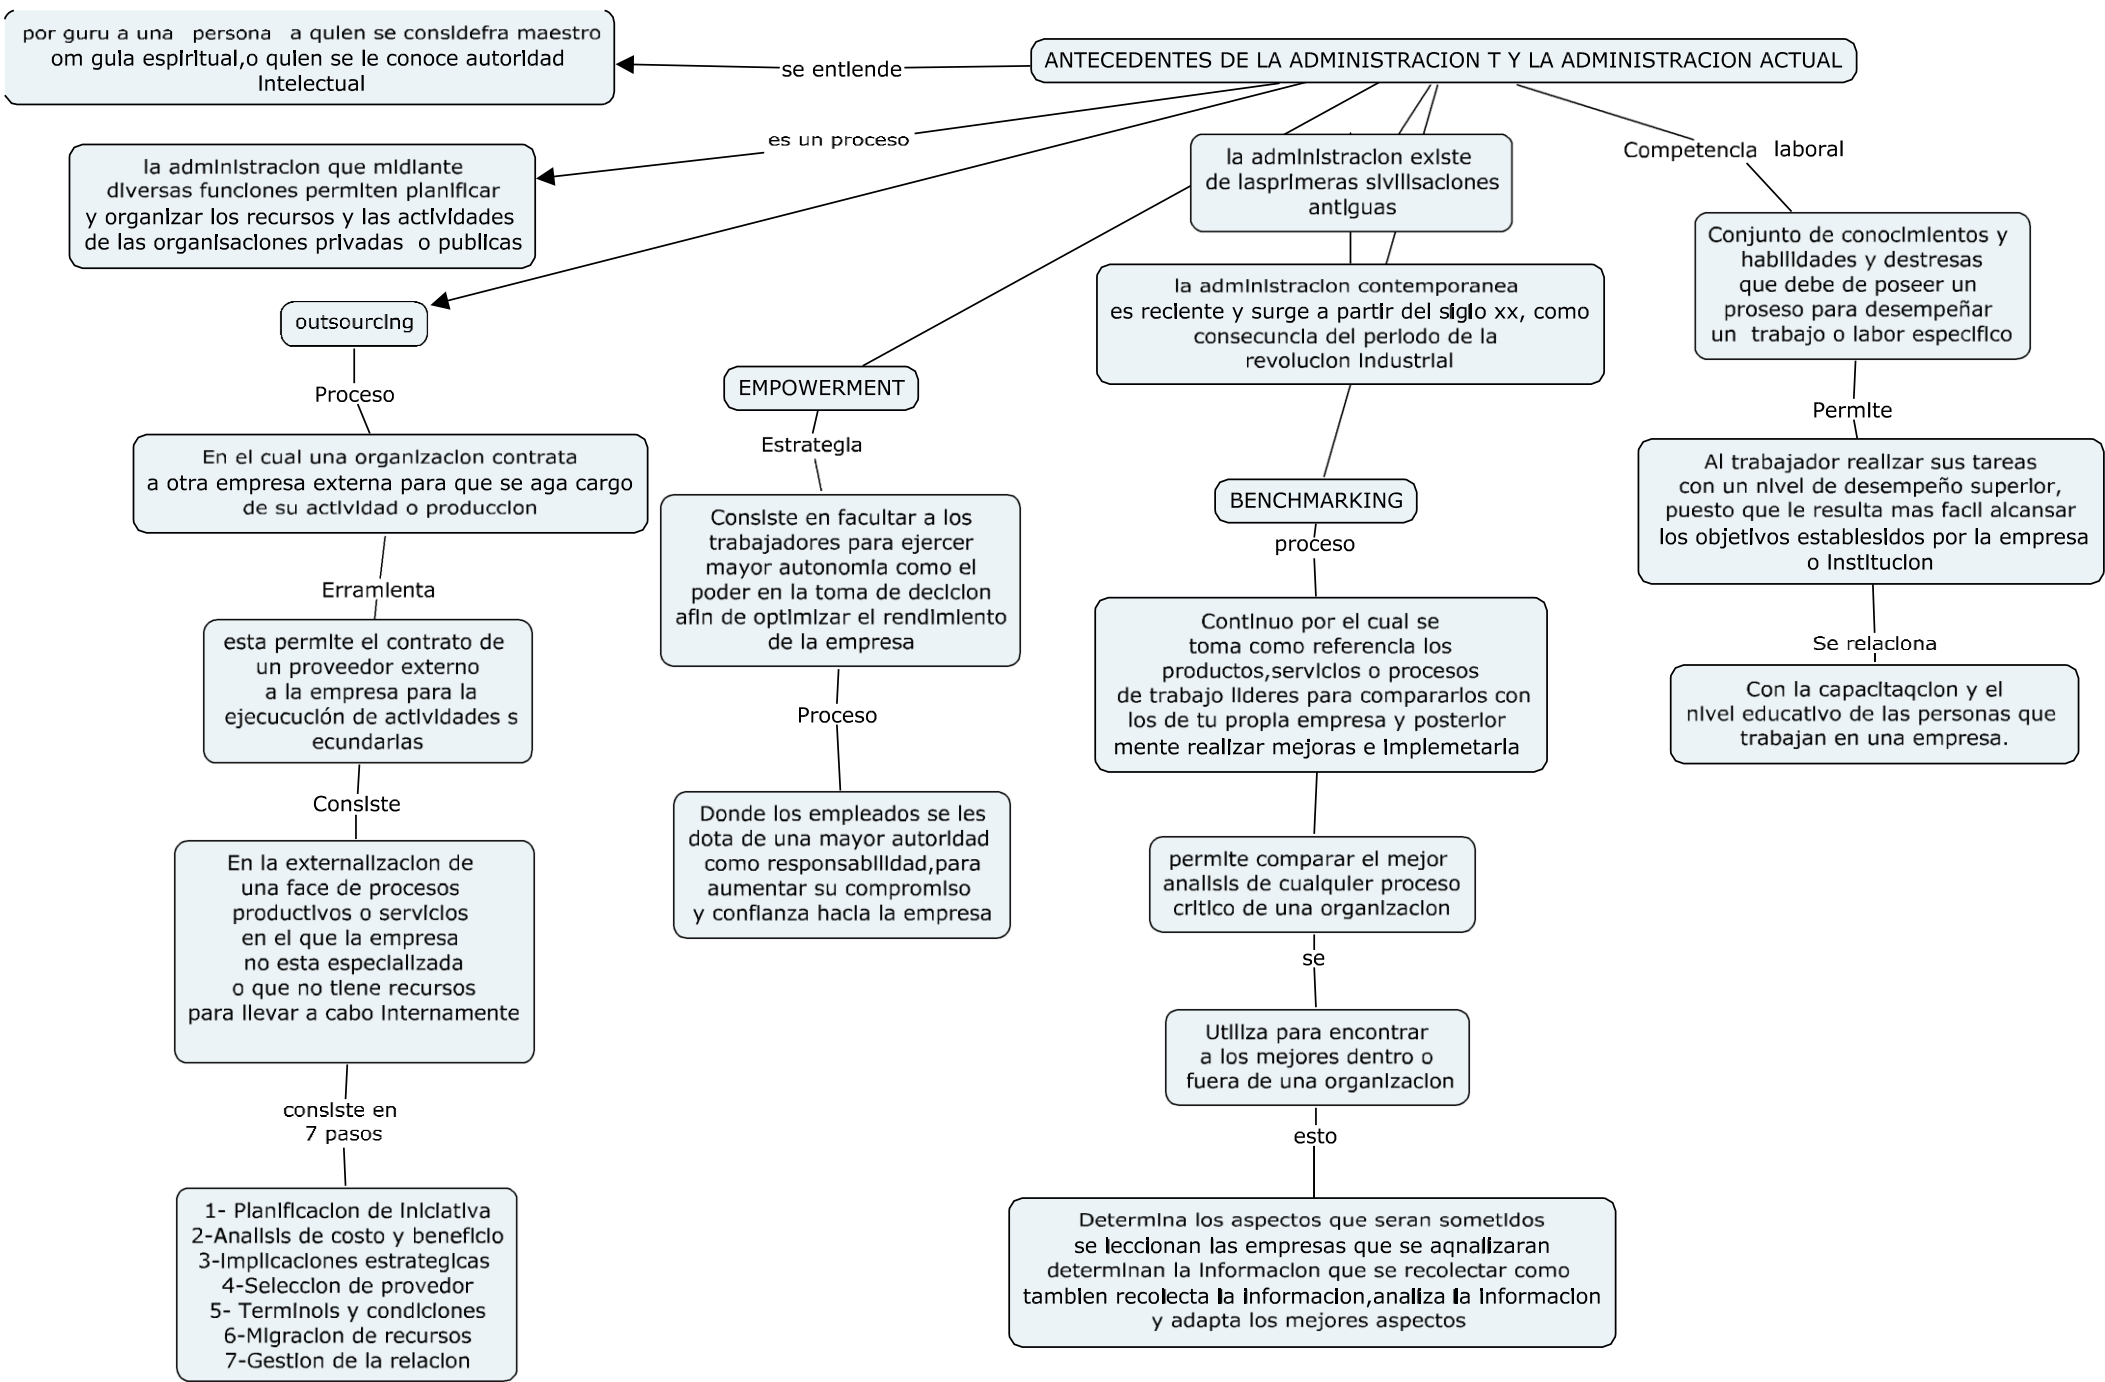 ANTECEDENTES DE LA ADMINISTRACION T Y LA ADMINISTRACION ACTUAL
se entiende
por guru a una persona a quien se considefra maestro
om guia espiritual,o quien se le conoce autoridad
intelectual
es un proceso
la administracion que midiante
diversas funciones permiten planificar
y organizar los recursos y las actividades
de las organisaciones privadas o publicas
outsourcing
Proceso
En el cual una organizacion contrata
a otra empresa externa para que se aga cargo
de su actividad o produccion
Erramienta
esta permite el contrato de
un proveedor externo
a la empresa para la
ejecucución de actividades s
ecundarias
Consiste
En la externalizacion de
una face de procesos
productivos o servicios
en el que la empresa
no esta especializada
o que no tiene recursos
para llevar a cabo internamente
consiste en
7 pasos
1- Planificacion de iniciativa
2-Analisis de costo y beneficio
3-Implicaciones estrategicas
4-Seleccion de provedor
5- Terminois y condiciones
6-Migracion de recursos
7-Gestion de la relacion
EMPOWERMENT
Estrategia
Consiste en facultar a los
trabajadores para ejercer
mayor autonomia como el
poder en la toma de decicion
afin de optimizar el rendimiento
de la empresa
Proceso
Donde los empleados se les
dota de una mayor autoridad
como responsabilidad,para
aumentar su compromiso
y confianza hacia la empresa
la administracion existe
de lasprimeras sivilisaciones
antiguas
la administracion contemporanea
es reciente y surge a partir del siglo xx, como
consecuncia del periodo de la
revolucion industrial
BENCHMARKING
proceso
Continuo por el cual se
toma como referencia los
productos,servicios o procesos
de trabajo lideres para compararlos con
los de tu propia empresa y posterior
mente realizar mejoras e implemetarla
permite comparar el mejor
analisis de cualquier proceso
critico de una organizacion
se
Utiliza para encontrar
a los mejores dentro o
fuera de una organizacion
esto
Determina los aspectos que seran sometidos
se leccionan las empresas que se aqnalizaran
determinan la informacion que se recolectar como
tambien recolecta la informacion,analiza la informacion
y adapta los mejores aspectos
Competencia laboral
Conjunto de conocimientos y
habilidades y destresas
que debe de poseer un
proseso para desempeñar
un trabajo o labor especifico
Permite
Al trabajador realizar sus tareas
con un nivel de desempeño superior,
puesto que le resulta mas facil alcansar
los objetivos establesidos por la empresa
o institucion
Se relaciona
Con la capacitaqcion y el
nivel educativo de las personas que
trabajan en una empresa.